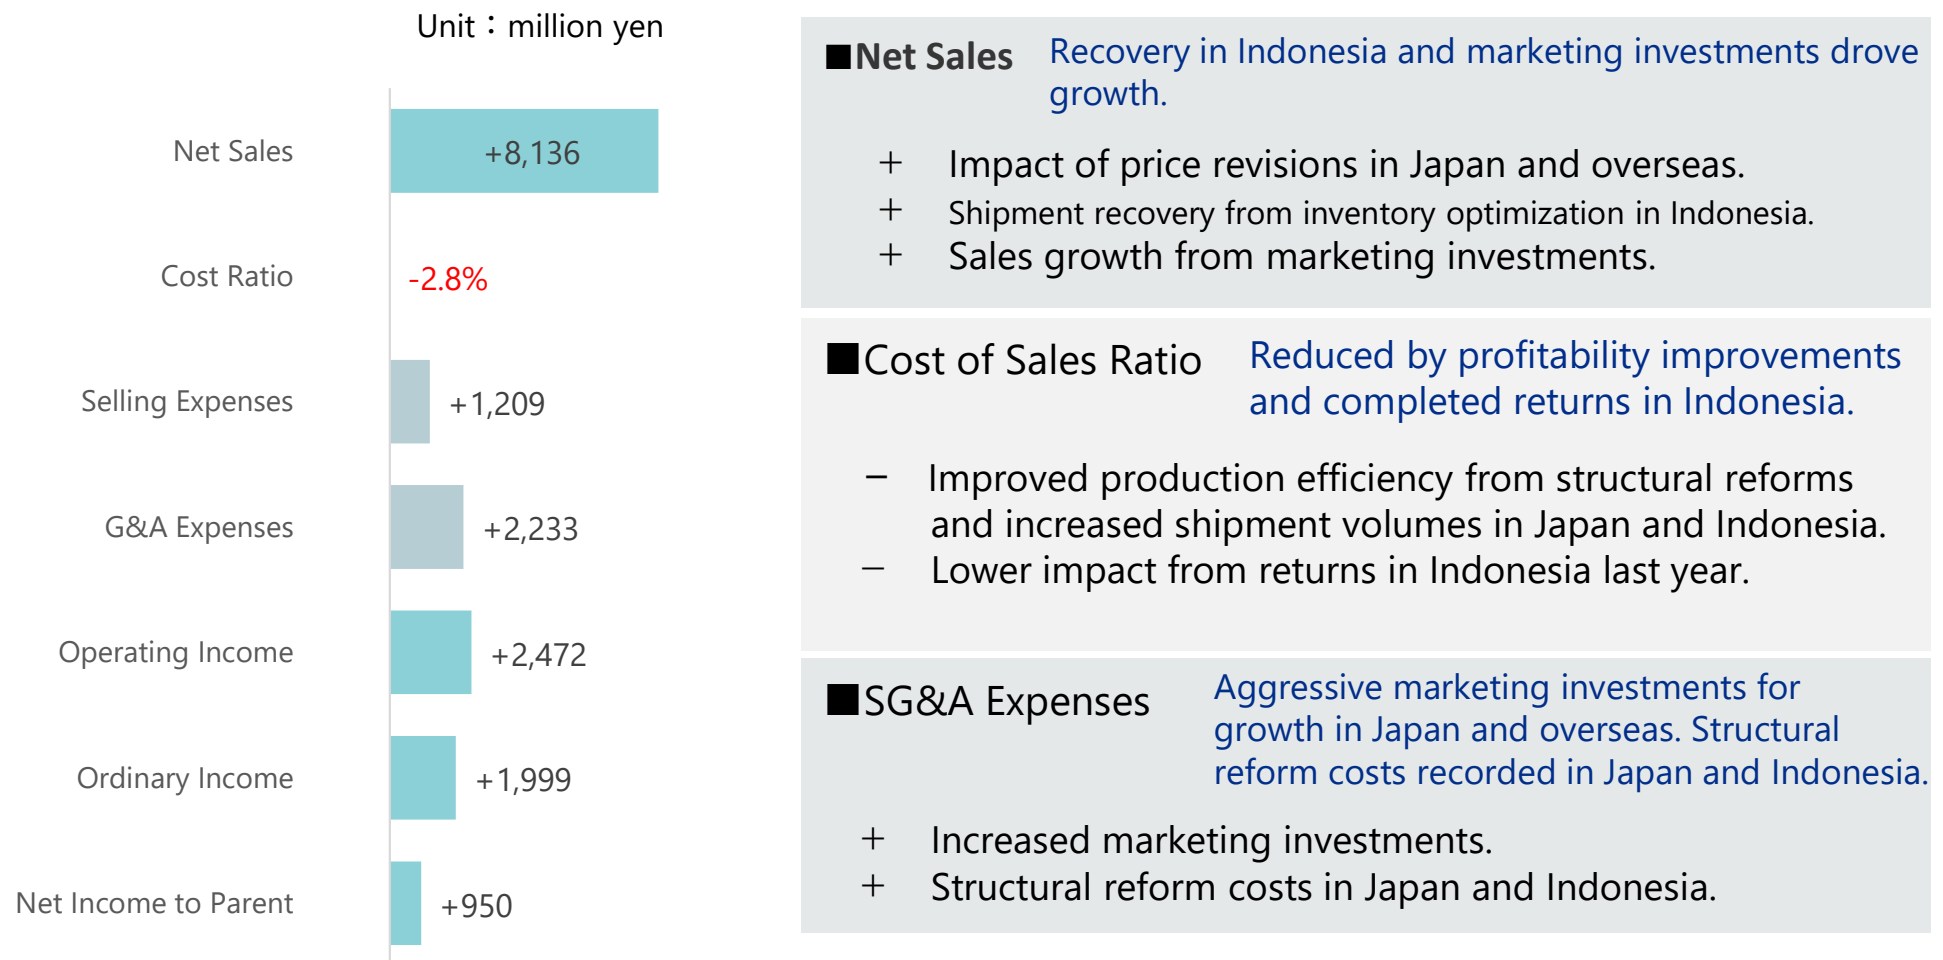 Unit：million yen
Net Sales
+8,136
Cost Ratio
-2.8%
Selling Expenses
+1,209
G&A Expenses
+2,233
Operating Income
+2,472
Ordinary Income
+1,999
Net Income to Parent
+950
■Net Sales
Recovery in Indonesia and marketing investments drove
growth.
＋ Impact of price revisions in Japan and overseas.
＋ Shipment recovery from inventory optimization in Indonesia.
＋ Sales growth from marketing investments.
■Cost of Sales Ratio
Reduced by profitability improvements
and completed returns in Indonesia.
－ Improved production efficiency from structural reforms
and increased shipment volumes in Japan and Indonesia.
－ Lower impact from returns in Indonesia last year.
■SG&A Expenses
Aggressive marketing investments for
growth in Japan and overseas. Structural
reform costs recorded in Japan and Indonesia.
＋ Increased marketing investments.
＋ Structural reform costs in Japan and Indonesia.